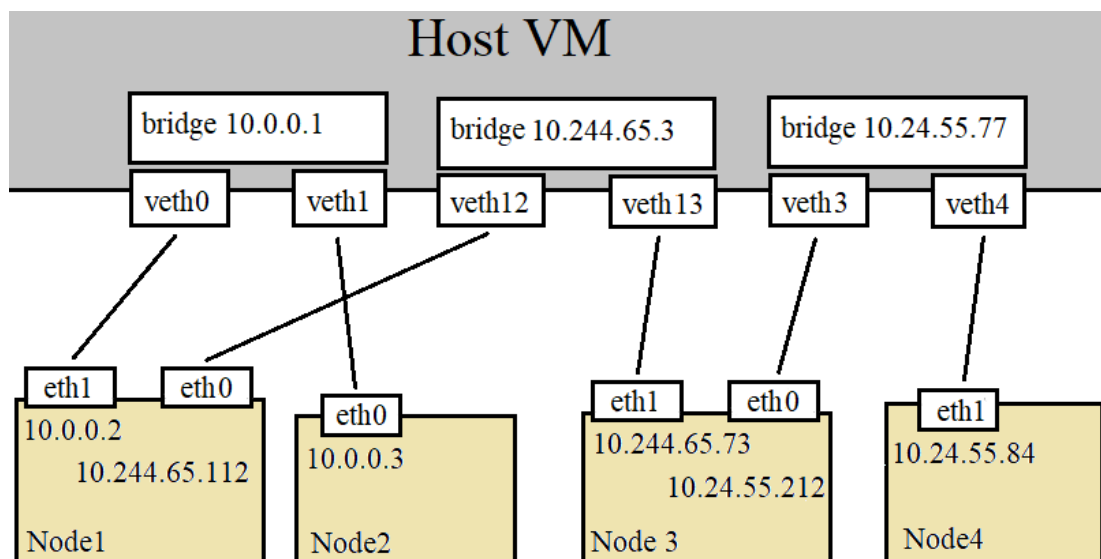 Host VM
bridge 10.0.0.1
bridge 10.244.65.3
bridge 10.24.55.77
veth0
veth1
veth12
veth13
veth3
veth4
eth1
eth0
10.0.0.2
10.244.65.112
Node1
eth0
10.0.0.3
Node2
eth1
eth0
10.244.65.73
10.24.55.212
Node 3
eth1
10.24.55.84
Node4